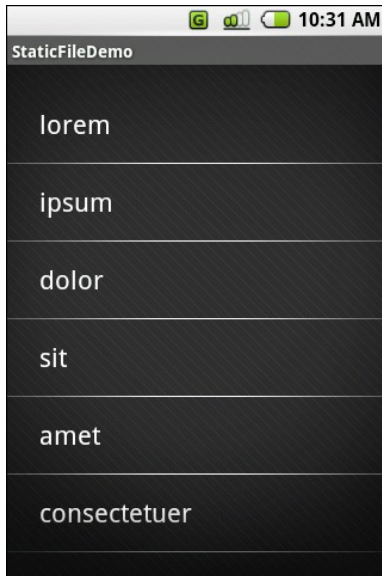 G 10:31 AM
StaticFileDemo
lorem
ipsum
dolor
sit
amet
consectetuer